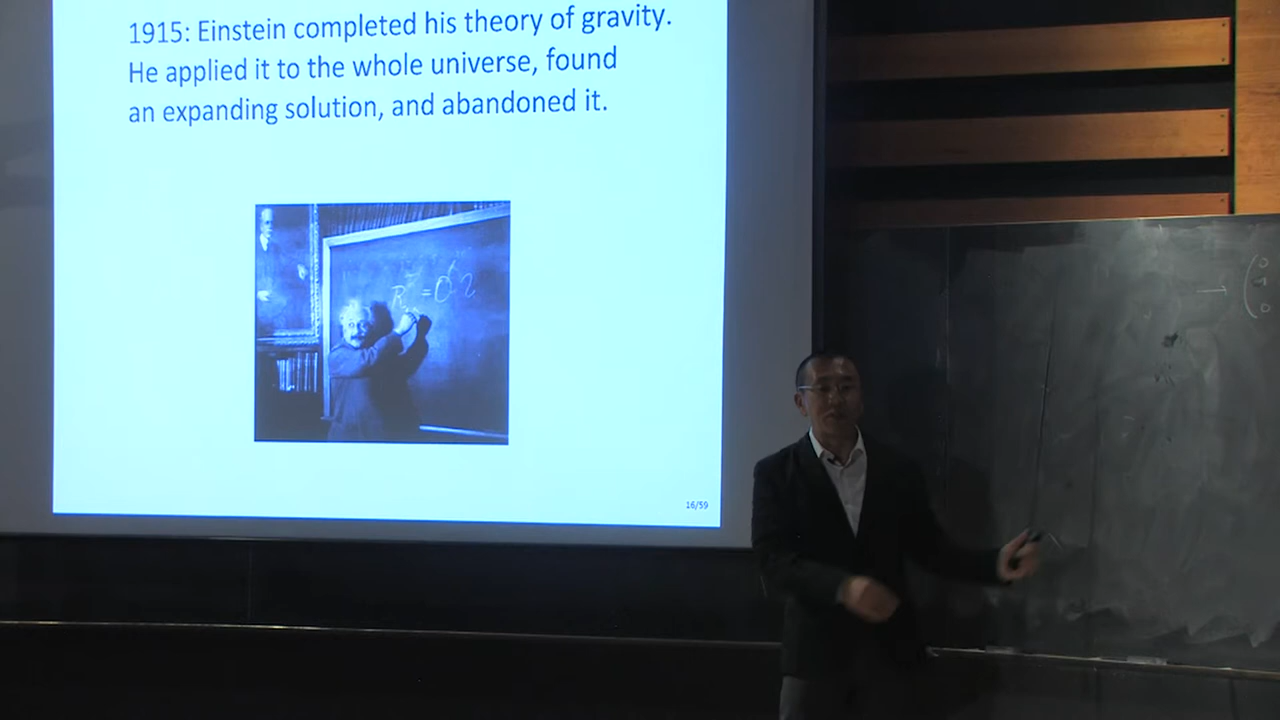 1915: Einstein completed his theory of gravity.
He applied it to the whole universe, found
an expanding solution, and abandoned it.
R = 0
16/59